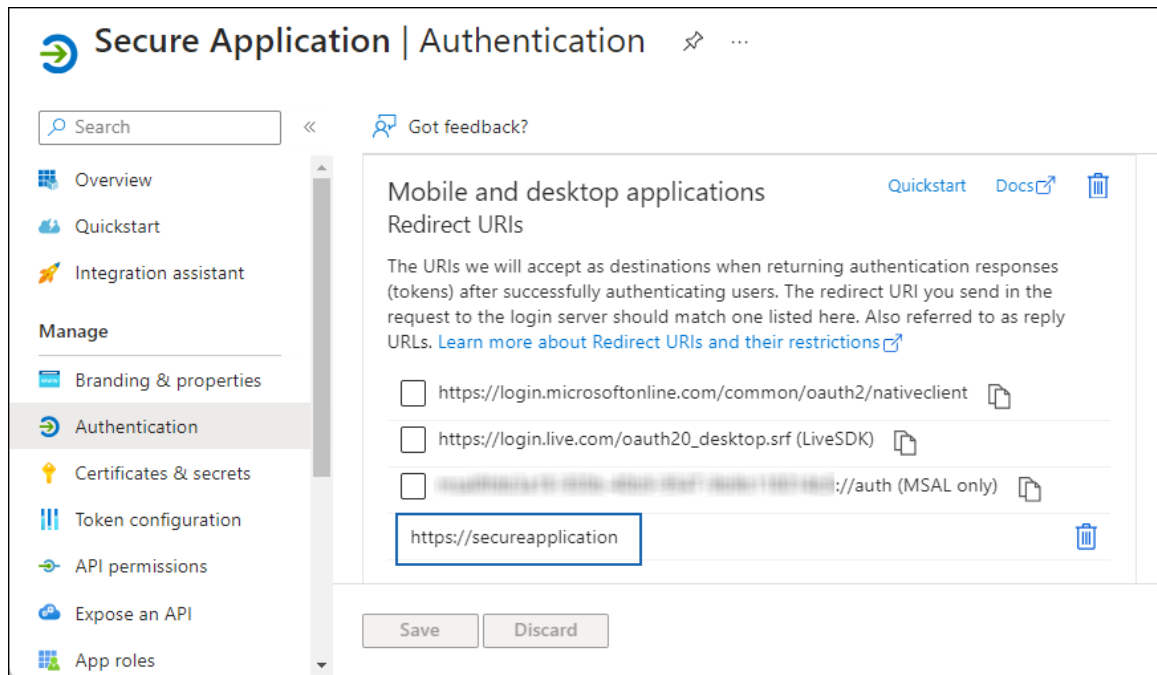 Secure Application | Authentication
Search
Got feedback?
Overview
Quickstart
Integration assistant
Manage
Branding & properties
Authentication
Certificates & secrets
Token configuration
API permissions
Expose an API
App roles
Mobile and desktop applications
Quickstart
Docs
Redirect URIs
The URIs we will accept as destinations when returning authentication responses
(tokens) after successfully authenticating users. The redirect URI you send in the
request to the login server should match one listed here. Also referred to as reply
URLs. Learn more about Redirect URIs and their restrictions
https://login.microsoftonline.com/common/oauth2/nativeclient
https://login.live.com/oauth20_desktop.srf (LiveSDK)
://auth (MSAL only)
https://secureapplication
Save
Discard